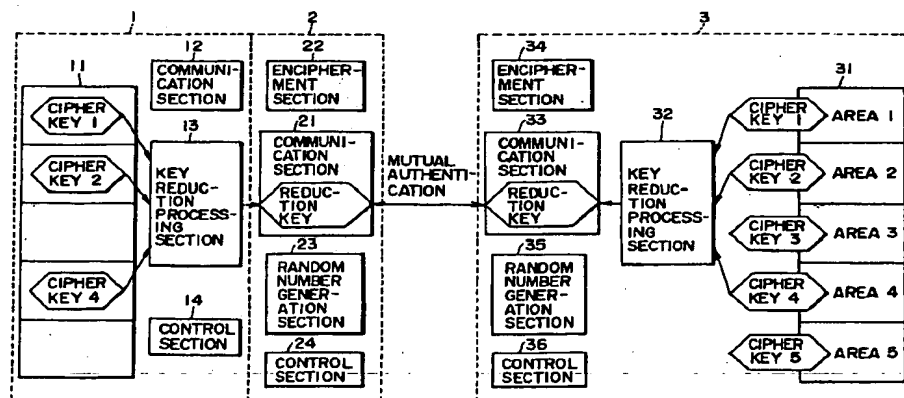 1
2
3
11
CIPHER
KEY 1
CIPHER
KEY 2
CIPHER
KEY 4
12
COMMUNI-
CATION
SECTION
13
KEY
REDUCTION
PROCESS-
ING
SECTION
14
CONTROL
SECTION
22
ENCIPHER-
MENT
SECTION
21
COMMUNI-
CATION
SECTION
REDUC-
TION
KEY
23
RANDOM
NUMBER
GENER-
ATION
SECTION
24
CONTROL
SECTION
MUTUAL
AUTHENTI-
CATION
34
ENCIPHER-
MENT
SECTION
33
COMMUNI-
CATION
SECTION
REDUC-
TION
KEY
35
RANDOM
NUMBER
GENER-
ATION
SECTION
36
CONTROL
SECTION
32
KEY
REDUCTION
PROCESS-
ING
SECTION
31
CIPHER
KEY 1
AREA 1
CIPHER
KEY 2
AREA 2
CIPHER
KEY 3
AREA 3
CIPHER
KEY 4
AREA 4
CIPHER
KEY 5
AREA 5